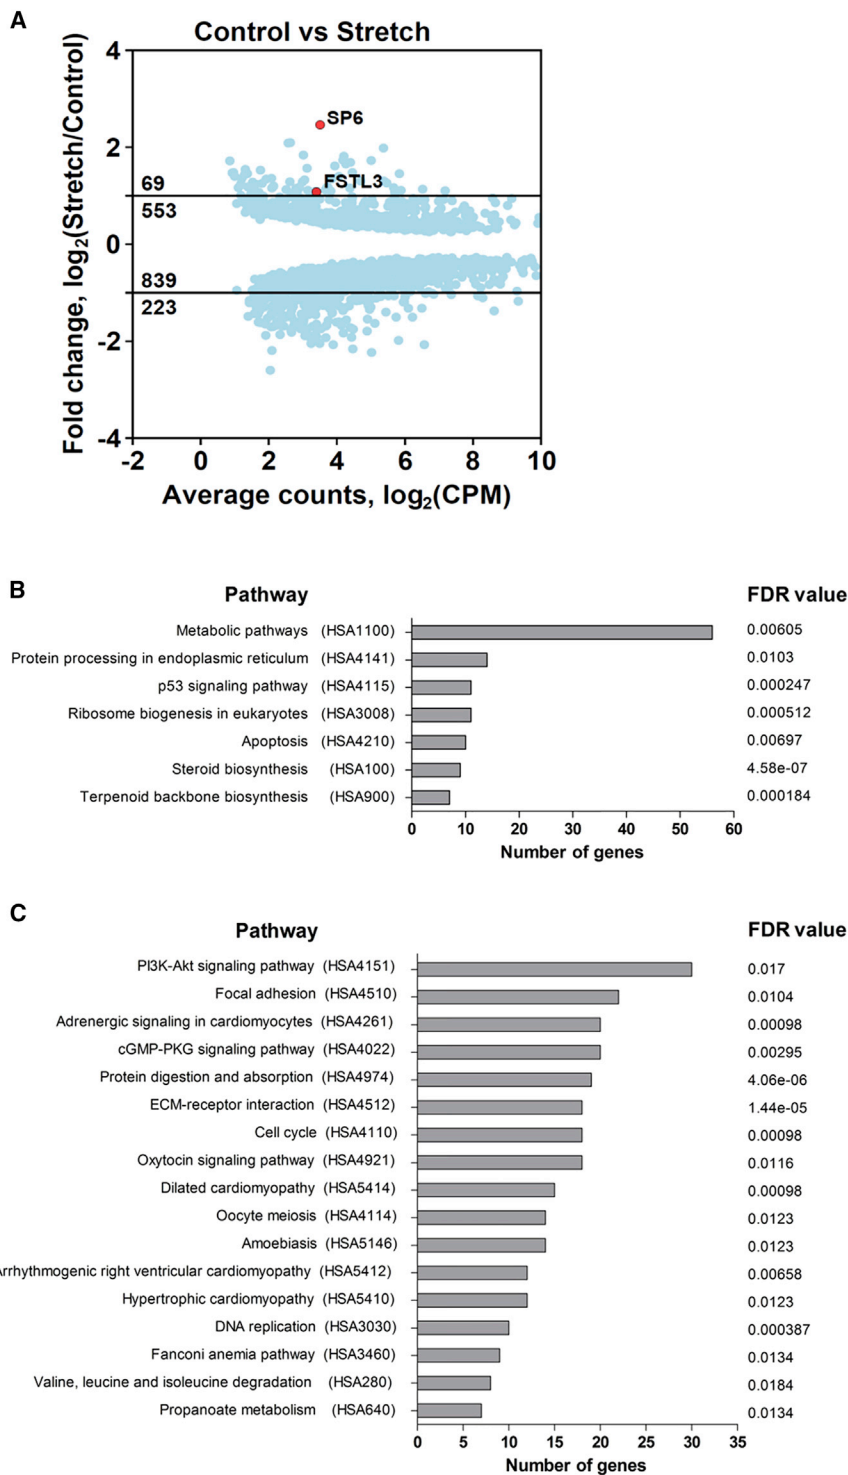 A
Control vs Stretch
Fold change, log2(Stretch/Control)
4
2
0
-2
-4
SP6
FSTL3
69
553
839
223
-2 0 2 4 6 8 10
Average counts, log2(CPM)
B
Pathway FDR value
Metabolic pathways (HSA1100) 0.00605
Protein processing in endoplasmic reticulum (HSA4141) 0.0103
p53 signaling pathway (HSA4115) 0.000247
Ribosome biogenesis in eukaryotes (HSA3008) 0.000512
Apoptosis (HSA4210) 0.00697
Steroid biosynthesis (HSA100) 4.58e-07
Terpenoid backbone biosynthesis (HSA900) 0.000184
0 10 20 30 40 50 60
Number of genes
C
Pathway FDR value
PI3K-Akt signaling pathway (HSA4151) 0.017
Focal adhesion (HSA4510) 0.0104
Adrenergic signaling in cardiomyocytes (HSA4261) 0.00098
cGMP-PKG signaling pathway (HSA4022) 0.00295
Protein digestion and absorption (HSA4974) 4.06e-06
ECM-receptor interaction (HSA4512) 1.44e-05
Cell cycle (HSA4110) 0.00098
Oxytocin signaling pathway (HSA4921) 0.0116
Dilated cardiomyopathy (HSA5414) 0.00098
Oocyte meiosis (HSA4114) 0.0123
Amoebiasis (HSA5146) 0.0123
Arrhythmogenic right ventricular cardiomyopathy (HSA5412) 0.00658
Hypertrophic cardiomyopathy (HSA5410) 0.0123
DNA replication (HSA3030) 0.000387
Fanconi anemia pathway (HSA3460) 0.0134
Valine, leucine and isoleucine degradation (HSA280) 0.0184
Propanoate metabolism (HSA640) 0.0134
0 5 10 15 20 25 30 35
Number of genes